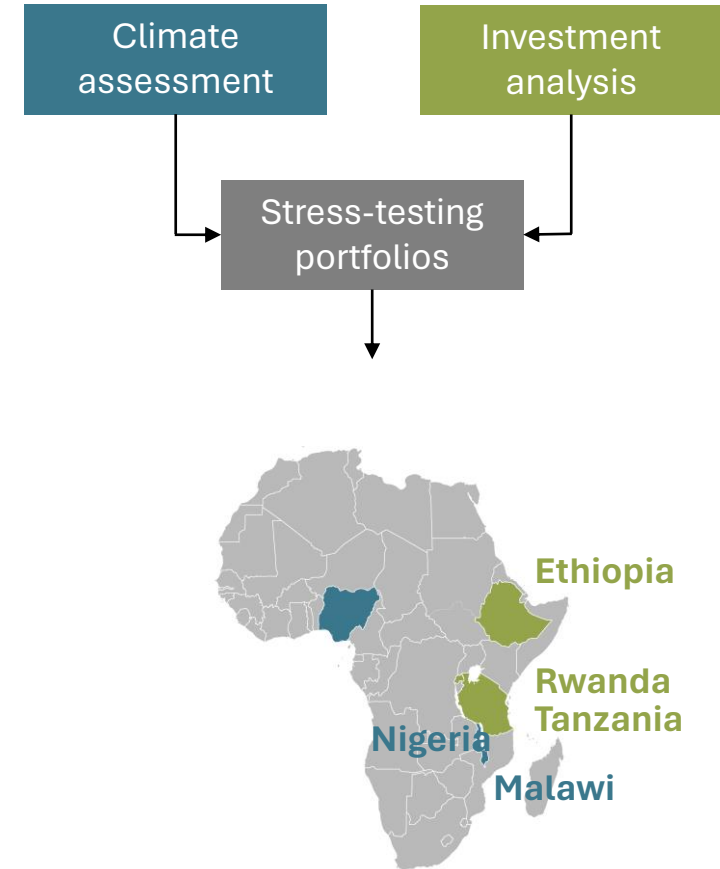 Climate
assessment
Investment
analysis
Stress-testing
portfolios
Ethiopia
Rwanda
Tanzania
Nigeria
Malawi